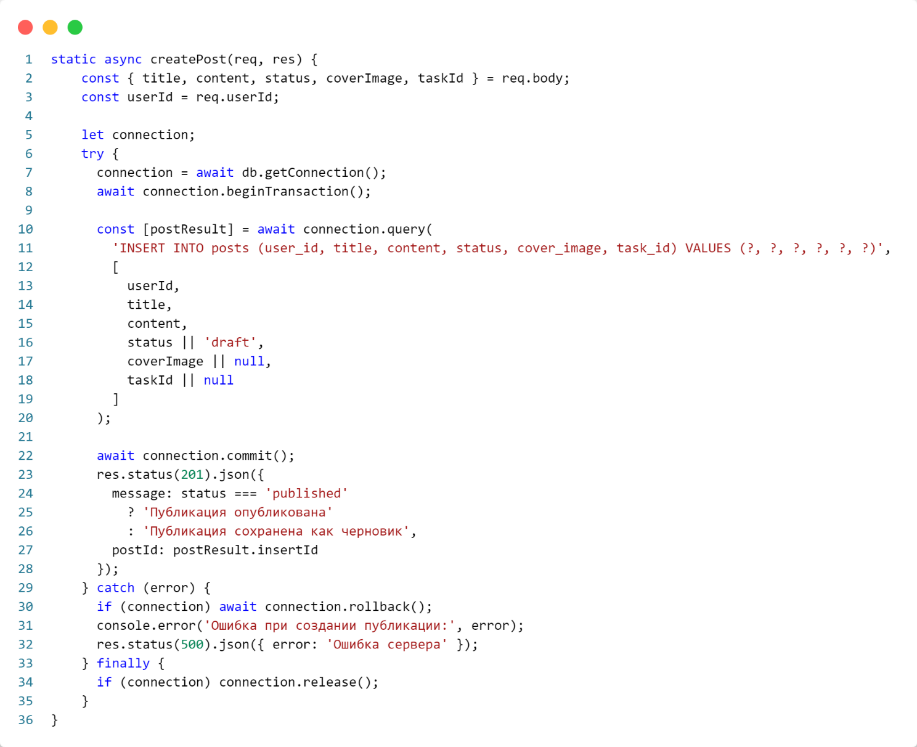 1 static async createPost(req, res) {
2 const { title, content, status, coverImage, taskId } = req.body;
3 const userId = req.userId;
4
5 let connection;
6 try {
7 connection = await db.getConnection();
8 await connection.beginTransaction();
9
10 const [postResult] = await connection.query(
11 'INSERT INTO posts (user_id, title, content, status, cover_image, task_id) VALUES (?, ?, ?, ?, ?, ?)',
12 [
13 userId,
14 title,
15 content,
16 status || 'draft',
17 coverImage || null,
18 taskId || null
19 ]
20 );
21
22 await connection.commit();
23 res.status(201).json({
24 message: status === 'published'
25 ? 'Публикация опубликована'
26 : 'Публикация сохранена как черновик',
27 postId: postResult.insertId
28 });
29 } catch (error) {
30 if (connection) await connection.rollback();
31 console.error('Ошибка при создании публикации:', error);
32 res.status(500).json({ error: 'Ошибка сервера' });
33 } finally {
34 if (connection) connection.release();
35 }
36 }